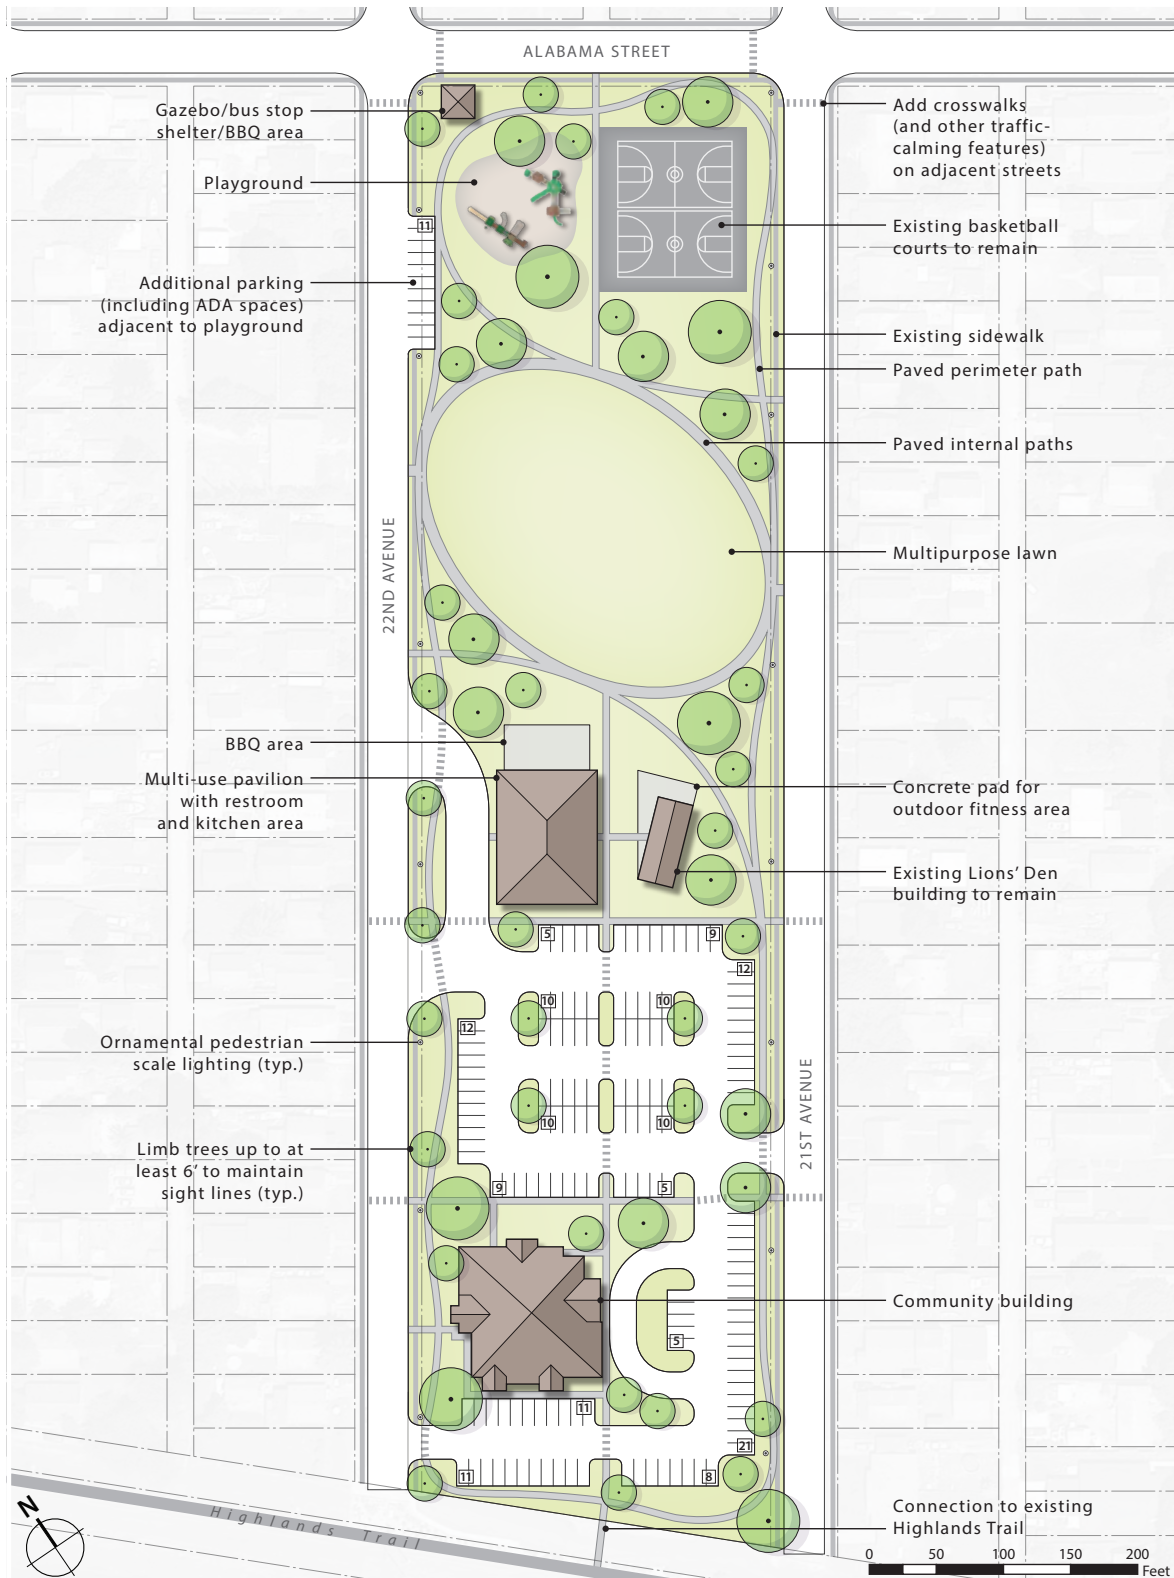 ALABAMA STREET
Gazebo/bus stop
shelter/BBQ area
Playground
11
Additional parking
(including ADA spaces)
adjacent to playground
Add crosswalks
(and other traffic-
calming features)
on adjacent streets
Existing basketball
courts to remain
Existing sidewalk
Paved perimeter path
Paved internal paths
Multipurpose lawn
22ND AVENUE
BBQ area
Multi-use pavilion
with restroom
and kitchen area
Concrete pad for
outdoor fitness area
Existing Lions' Den
building to remain
5
9
12
10
10
12
Ornamental pedestrian
scale lighting (typ.)
10
10
21ST AVENUE
Limb trees up to at
least 6' to maintain
sight lines (typ.)
9
5
Community building
5
11
21
11
8
Connection to existing
Highlands Trail
Highlands Trail
N
0 50 100 150 200
Feet